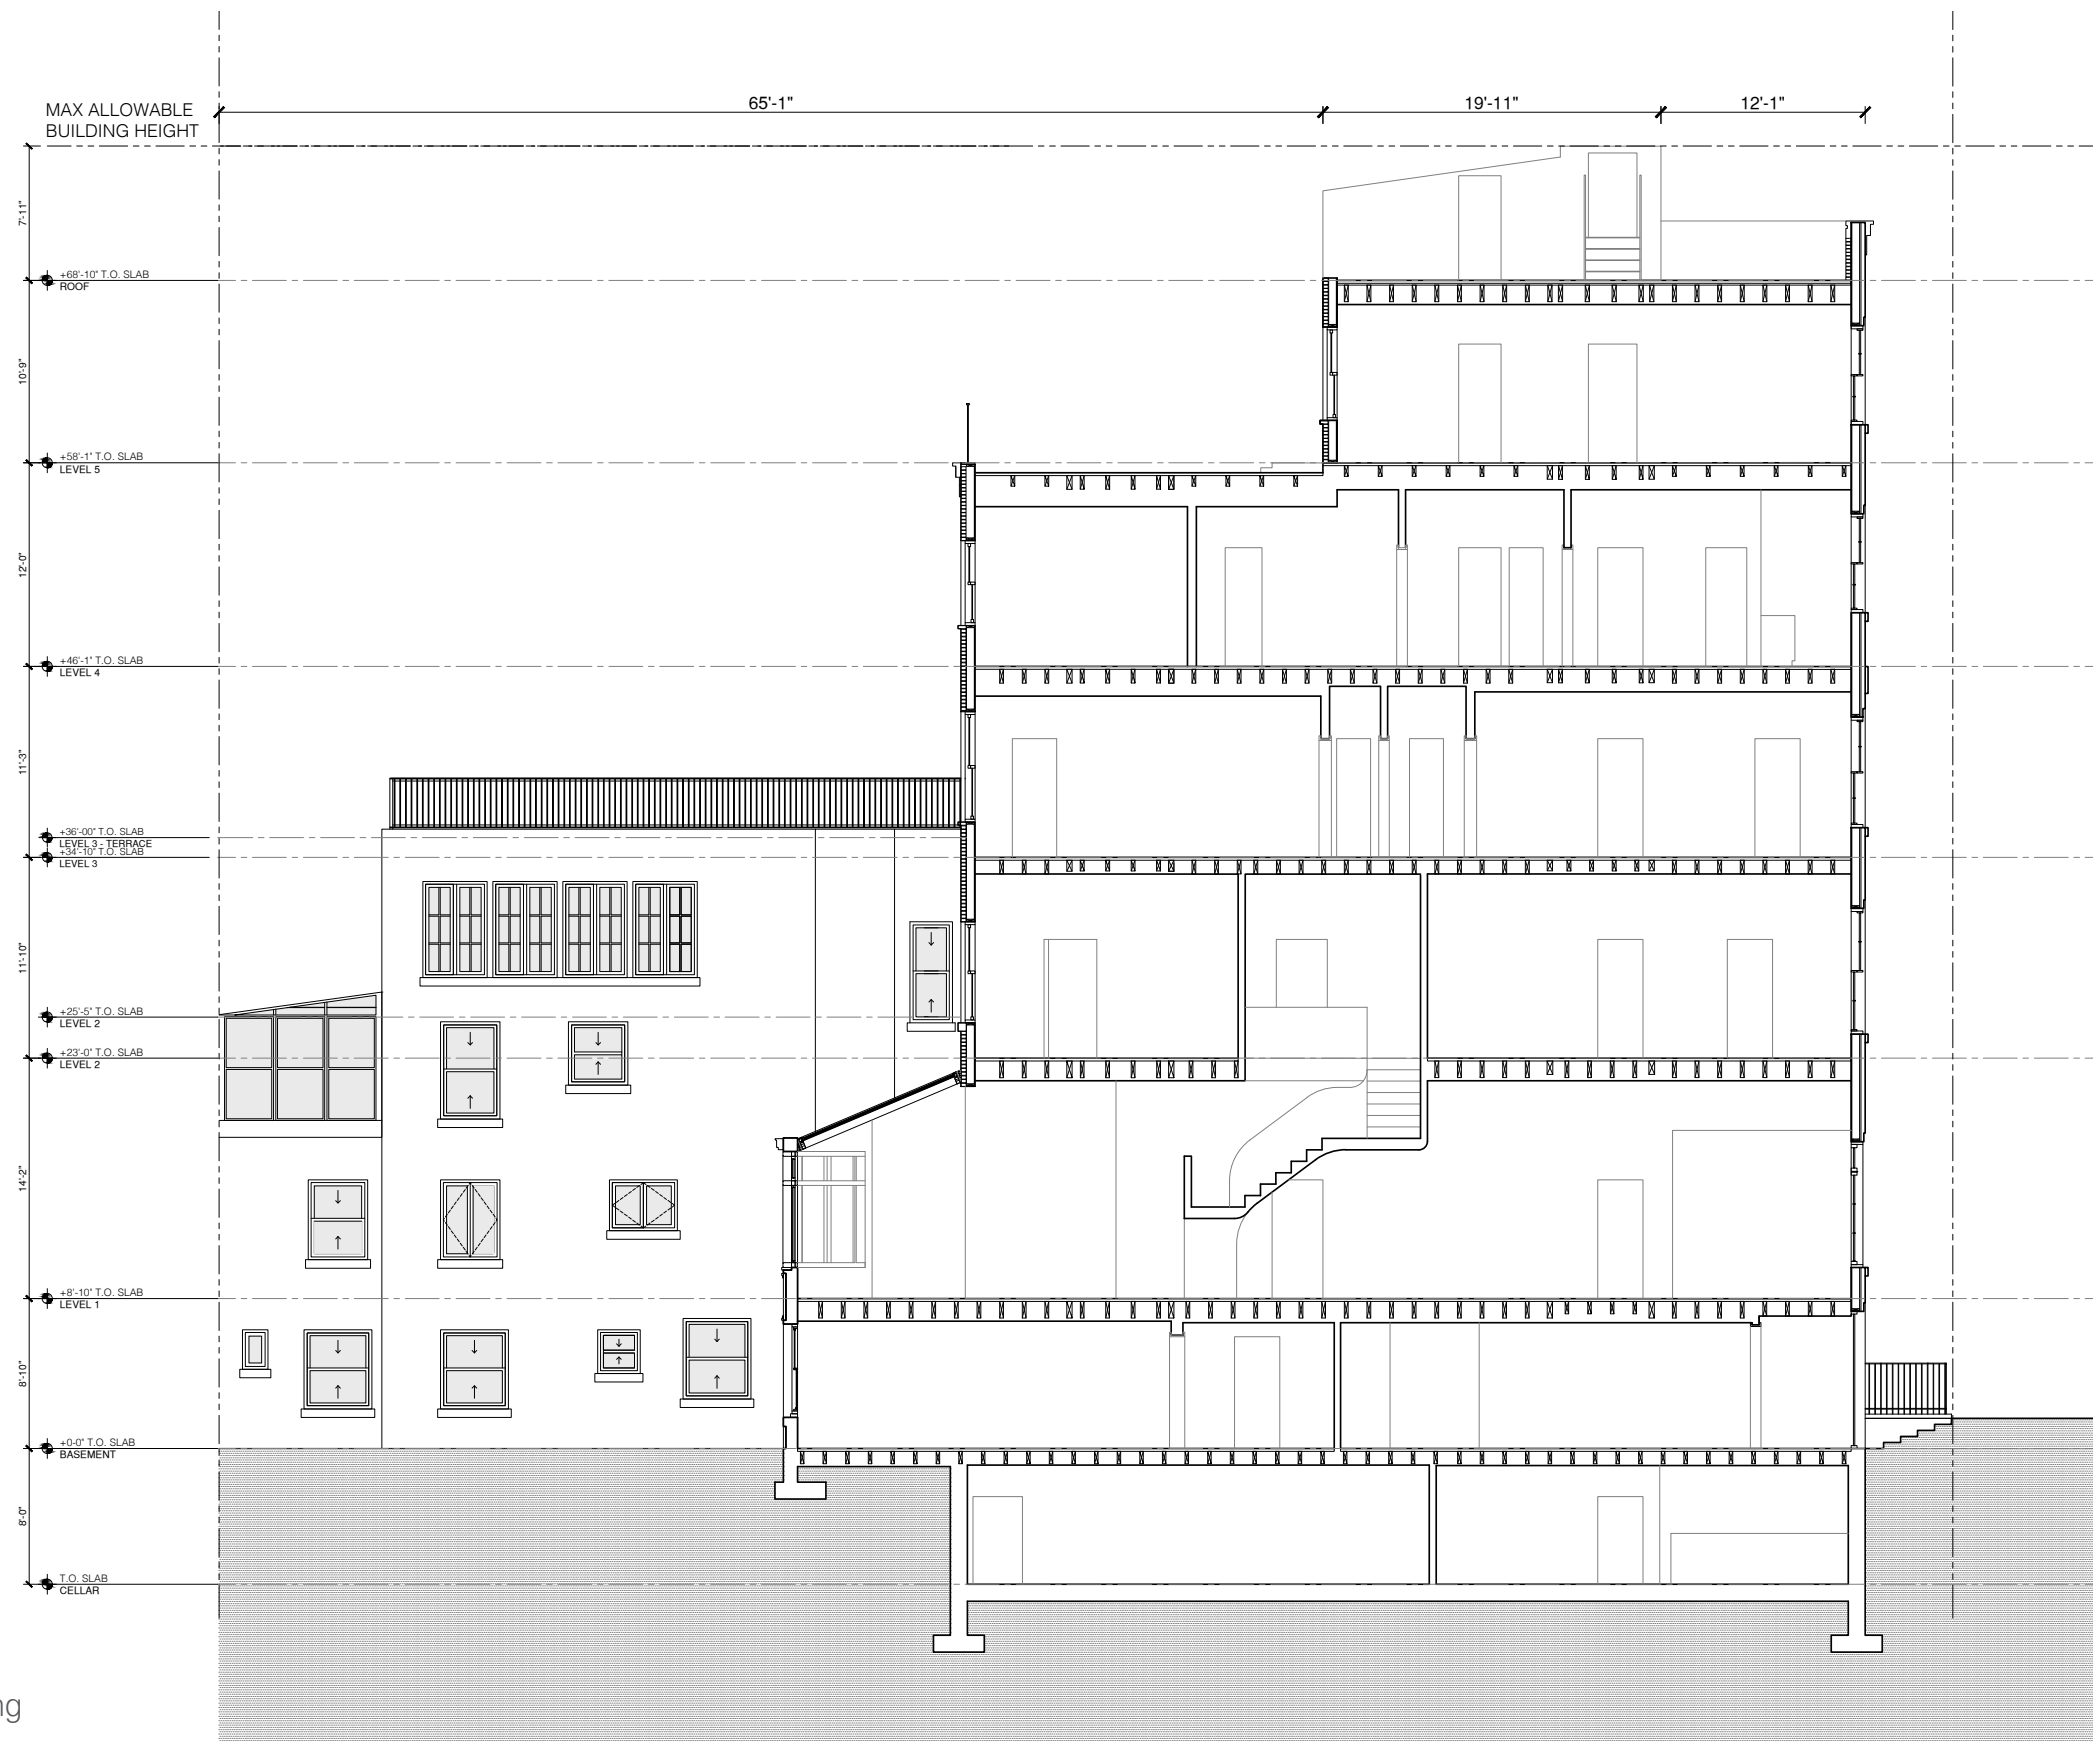 65'-1" 19'-11" 12'-1"
MAX ALLOWABLE
BUILDING HEIGHT
7'-11"
+68'-10" T.O. SLAB
ROOF
10'-9"
+58'-1" T.O. SLAB
LEVEL 5
12'-0"
+46'-1" T.O. SLAB
LEVEL 4
11'-3"
+36'-00" T.O. SLAB
LEVEL 3 - TERRACE
+34'-10" T.O. SLAB
LEVEL 3
11'-10"
+25'-5" T.O. SLAB
LEVEL 2
+23'-0" T.O. SLAB
LEVEL 2
14'-2"
+8'-10" T.O. SLAB
LEVEL 1
8'-10"
+0-0" T.O. SLAB
BASEMENT
8'-0"
T.O. SLAB
CELLAR